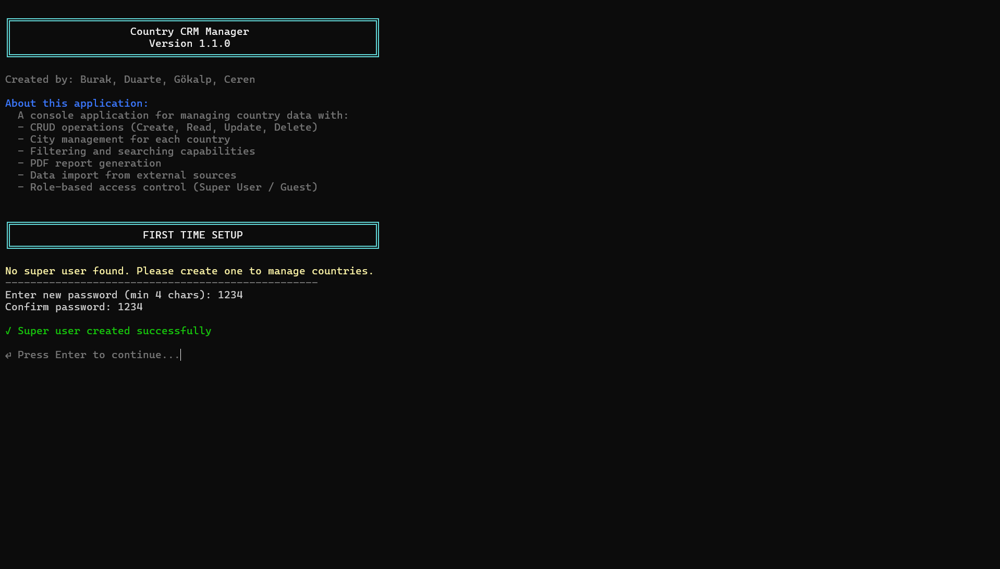 Country CRM Manager
Version 1.1.0
Created by: Burak, Duarte, Gökalp, Ceren
About this application:
A console application for managing country data with:
- CRUD operations (Create, Read, Update, Delete)
- City management for each country
- Filtering and searching capabilities
- PDF report generation
- Data import from external sources
- Role-based access control (Super User / Guest)
FIRST TIME SETUP
No super user found. Please create one to manage countries.
--------------------------------------------------
Enter new password (min 4 chars): 1234
Confirm password: 1234
√ Super user created successfully
↵ Press Enter to continue...